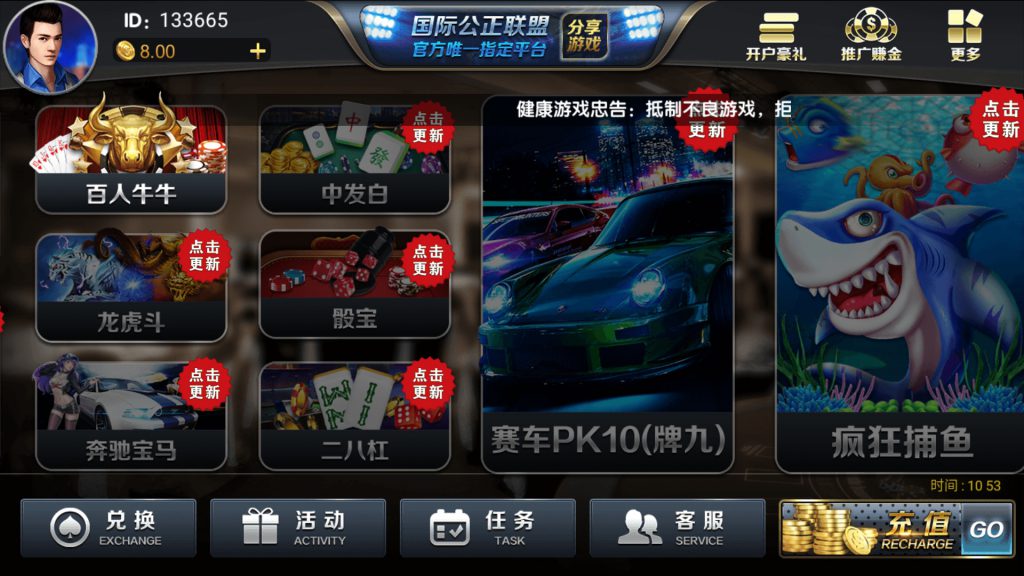 ID: 133665
8.00
+
国际公正联盟
官方唯一指定平台
分享
游戏
开户豪礼
推广赚金
更多
健康游戏忠告：抵制不良游戏，拒
百人牛牛
中
發
点击
更新
中发白
更新
点击
更新
点击
更新
龙虎斗
点击
更新
骰宝
点击
更新
奔驰宝马
点击
更新
二八杠
赛车PK10(牌九)
疯狂捕鱼
时间:10 53
兑换
EXCHANGE
活动
ACTIVITY
任务
TASK
客服
SERVICE
充值
RECHARGE
GO